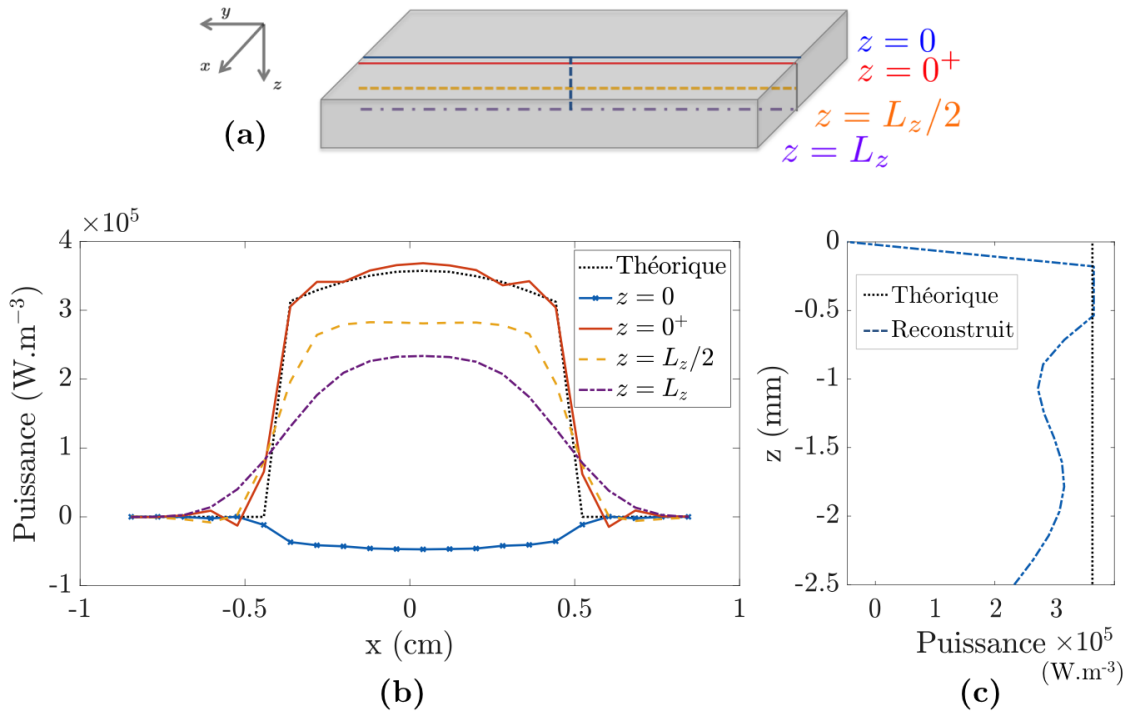 y
x
z
z = 0
z = 0⁺
z = L_z/2
z = L_z
(a)
×10⁵
4
3
2
1
0
-1
Puissance (W.m⁻³)
Théorique
z = 0
z = 0⁺
z = L_z/2
z = L_z
-1
-0.5
0
0.5
1
x (cm)
(b)
0
-0.5
-1
-1.5
-2
-2.5
z (mm)
Théorique
Reconstruit
0
1
2
3
Puissance ×10⁵
(W.m⁻³)
(c)